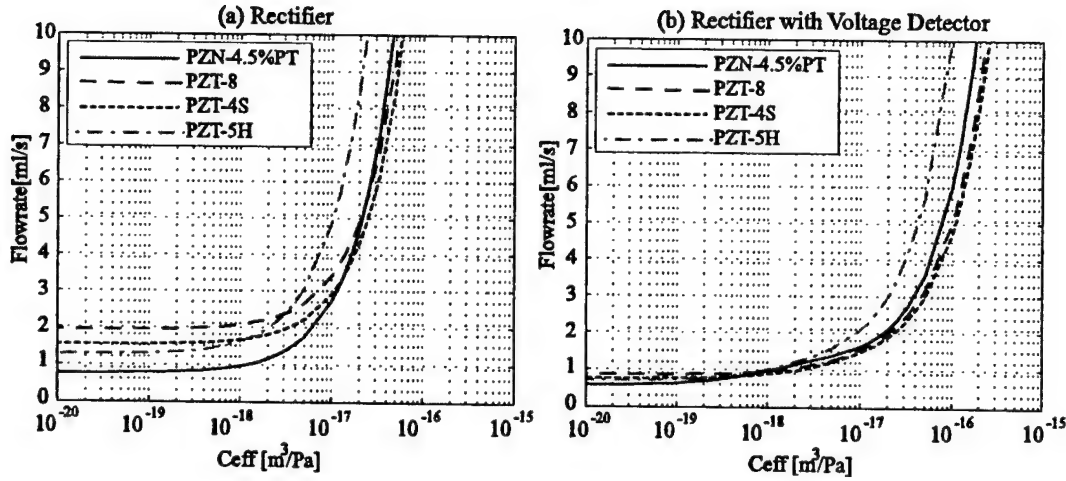 (a) Rectifier
10
9
8
7
6
5
4
3
2
1
0
Flowrate[ml/s]
PZN-4.5%PT
PZT-8
PZT-4S
PZT-5H
10^-20
10^-19
10^-18
10^-17
10^-16
10^-15
Ceff [m^3/Pa]
(b) Rectifier with Voltage Detector
10
9
8
7
6
5
4
3
2
1
0
Flowrate[ml/s]
PZN-4.5%PT
PZT-8
PZT-4S
PZT-5H
10^-20
10^-19
10^-18
10^-17
10^-16
10^-15
Ceff [m^3/Pa]